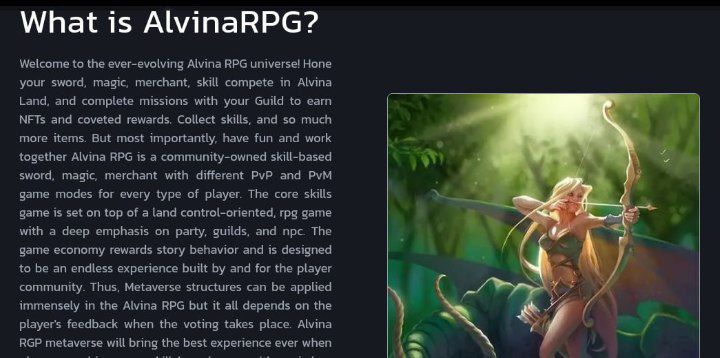 What is AlvinaRPG?
Welcome to the ever-evolving Alvina RPG universe! Hone
your sword, magic, merchant, skill compete in Alvina
Land, and complete missions with your Guild to earn
NFTs and coveted rewards. Collect skills, and so much
more items. But most importantly, have fun and work
together Alvina RPG is a community-owned skill-based
sword, magic, merchant with different PvP and PvM
game modes for every type of player. The core skills
game is set on top of a land control-oriented, rpg game
with a deep emphasis on party, guilds, and npc. The
game economy rewards story behavior and is designed
to be an endless experience built by and for the player
community. Thus, Metaverse structures can be applied
immensely in the Alvina RPG but it all depends on the
player's feedback when the voting takes place. Alvina
RGP metaverse will bring the best experience ever when